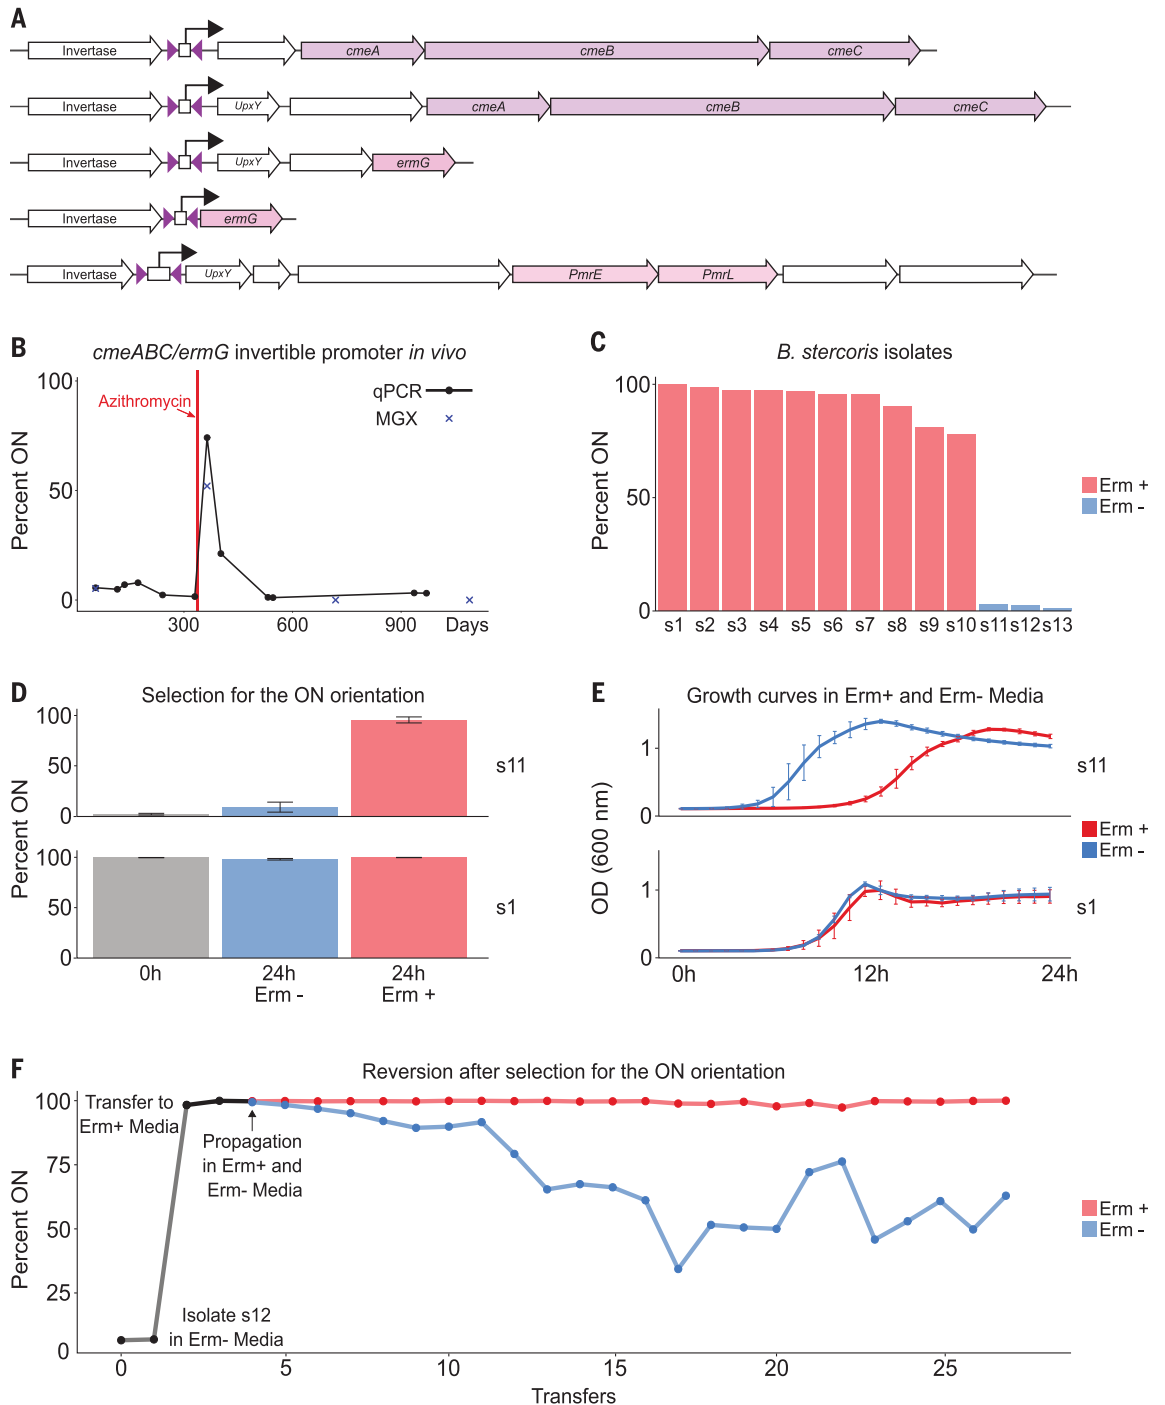 A
Invertase cmeA cmeB cmeC
Invertase UpxY cmeA cmeB cmeC
Invertase UpxY ermG
Invertase ermG
Invertase UpxY PmrE PmrL
B
cmeABC/ermG invertible promoter in vivo
Percent ON
100
50
0
Azithromycin
qPCR
MGX
300 600 900 Days
C
B. stercoris isolates
Percent ON
100
50
0
s1 s2 s3 s4 s5 s6 s7 s8 s9 s10 s11 s12 s13
Erm +
Erm -
D
Selection for the ON orientation
Percent ON
100
50
0
s11
Percent ON
100
50
0
s1
0h 24h 24h
Erm - Erm +
E
Growth curves in Erm+ and Erm- Media
OD (600 nm)
1
0
s11
1
0
s1
0h 12h 24h
Erm +
Erm -
F
Reversion after selection for the ON orientation
Percent ON
100
75
50
25
0
Transfer to
Erm+ Media
Propagation
in Erm+ and
Erm- Media
Isolate s12
in Erm- Media
Erm +
Erm -
0 5 10 15 20 25
Transfers